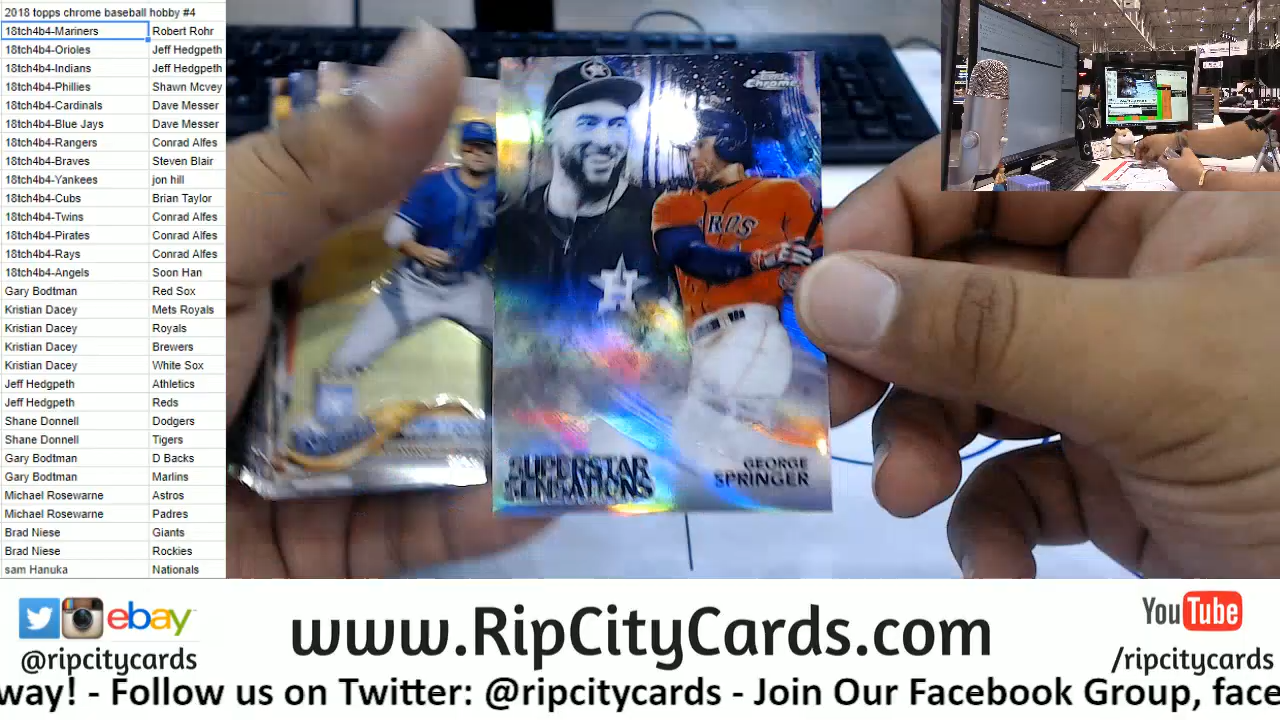 2018 topps chrome baseball hobby #4
18tch4b4-Mariners Robert Rohr
18tch4b4-Orioles Jeff Hedgpeth
18tch4b4-Indians Jeff Hedgpeth
18tch4b4-Phillies Shawn Mcvey
18tch4b4-Cardinals Dave Messer
18tch4b4-Blue Jays Dave Messer
18tch4b4-Rangers Conrad Alfes
18tch4b4-Braves Steven Blair
18tch4b4-Yankees jon hill
18tch4b4-Cubs Brian Taylor
18tch4b4-Twins Conrad Alfes
18tch4b4-Pirates Conrad Alfes
18tch4b4-Rays Conrad Alfes
18tch4b4-Angels Soon Han
Gary Bodtman Red Sox
Kristian Dacey Mets Royals
Kristian Dacey Royals
Kristian Dacey Brewers
Kristian Dacey White Sox
Jeff Hedgpeth Athletics
Jeff Hedgpeth Reds
Shane Donnell Dodgers
Shane Donnell Tigers
Gary Bodtman D Backs
Gary Bodtman Marlins
Michael Rosewarne Astros
Michael Rosewarne Padres
Brad Niese Giants
Brad Niese Rockies
sam Hanuka Nationals
Topps
Chrome
ROS
H
SUPERSTAR
SENSATIONS
GEORGE
SPRINGER
ebay
@ripcitycards
www.RipCityCards.com
YouTube
/ripcitycards
way! - Follow us on Twitter: @ripcitycards - Join Our Facebook Group, face